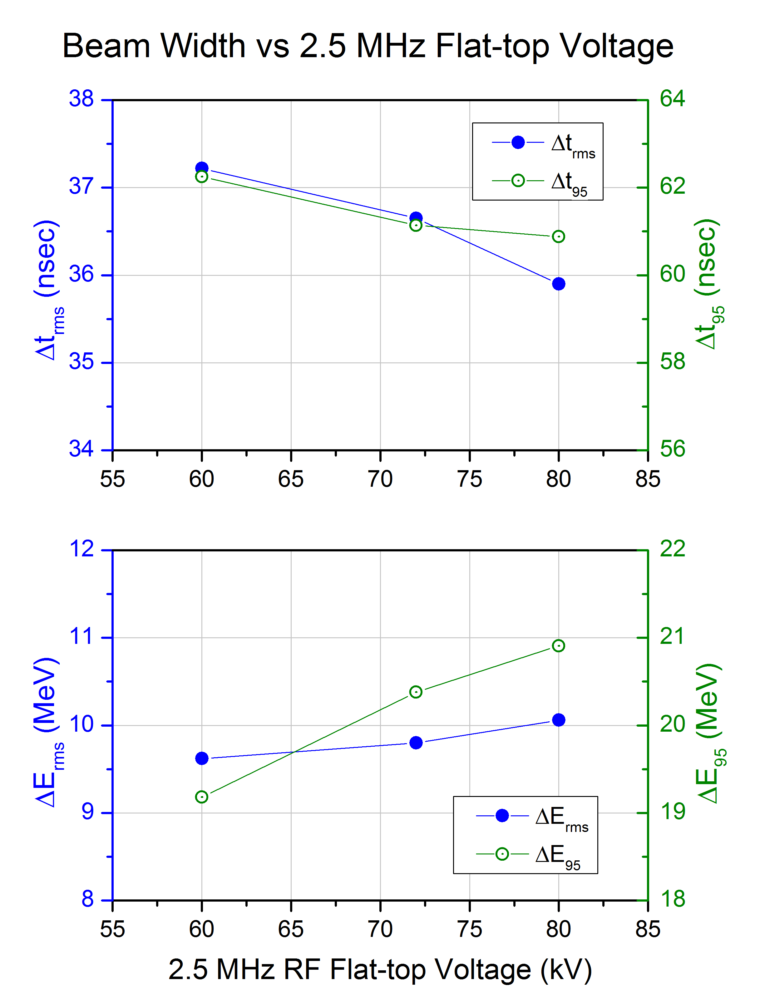 Beam Width vs 2.5 MHz Flat-top Voltage
38
37
36
35
34
Δt_rms (nsec)
64
62
60
58
56
Δt_95 (nsec)
Δt_rms
Δt_95
55 60 65 70 75 80 85
12
11
10
9
8
ΔE_rms (MeV)
22
21
20
19
18
ΔE_95 (MeV)
ΔE_rms
ΔE_95
55 60 65 70 75 80 85
2.5 MHz RF Flat-top Voltage (kV)